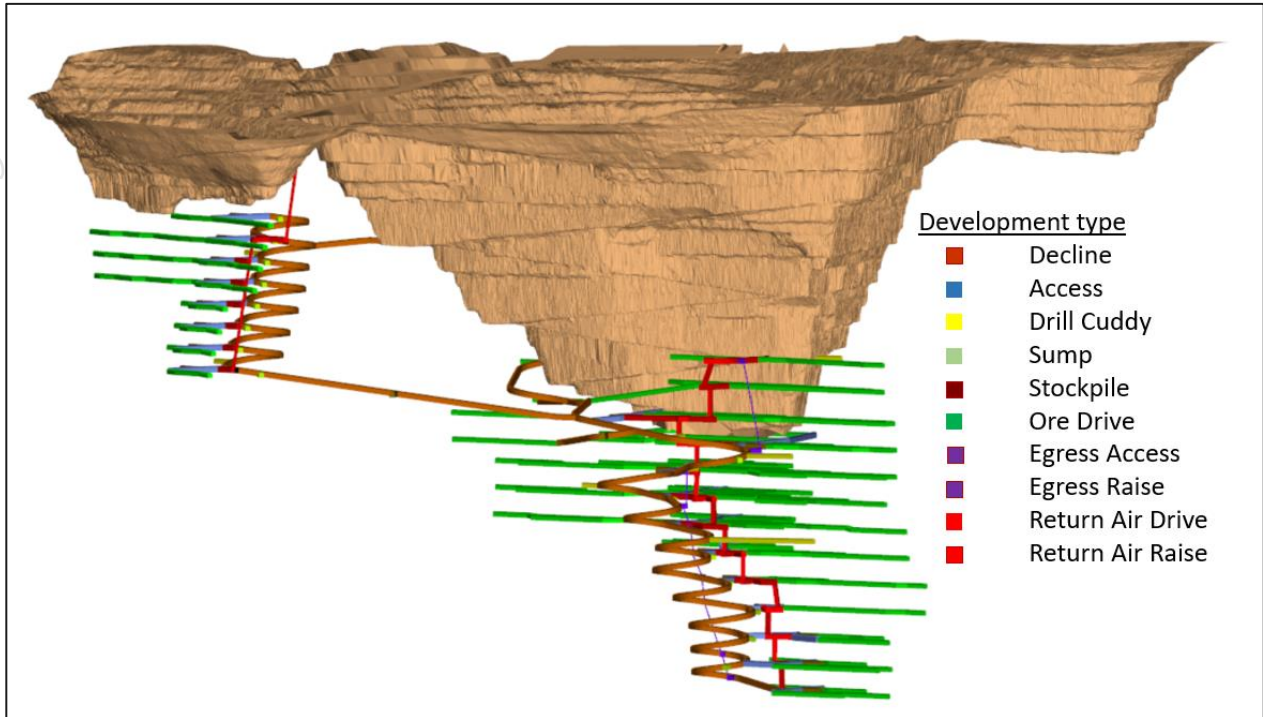 Development type
Decline
Access
Drill Cuddy
Sump
Stockpile
Ore Drive
Egress Access
Egress Raise
Return Air Drive
Return Air Raise